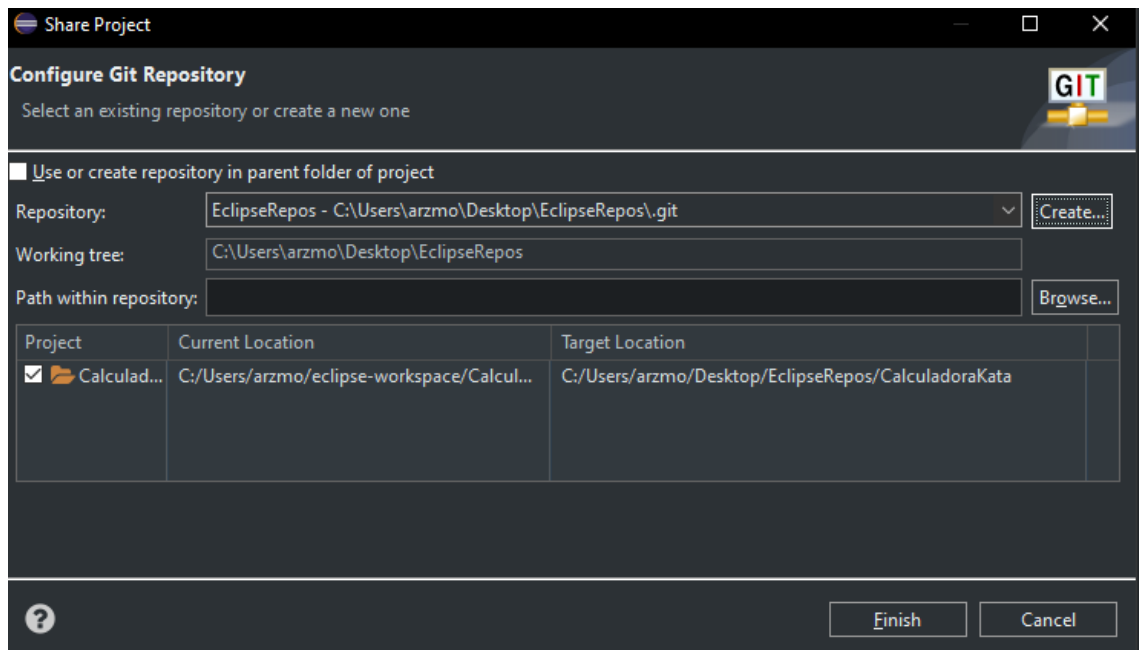 Share Project
Configure Git Repository
Select an existing repository or create a new one
GIT
Use or create repository in parent folder of project
Repository: EclipseRepos - C:\Users\arzmo\Desktop\EclipseRepos\.git Create...
Working tree: C:\Users\arzmo\Desktop\EclipseRepos
Path within repository: Browse...
Project Current Location Target Location
Calculad... C:/Users/arzmo/eclipse-workspace/Calcul... C:/Users/arzmo/Desktop/EclipseRepos/CalculadoraKata
? Finish Cancel